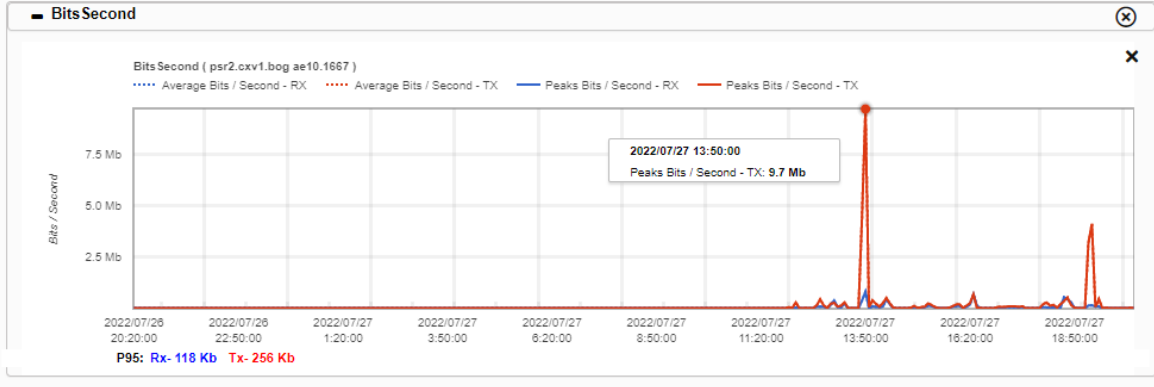 BitsSecond
BitsSecond ( psr2.cxv1.bog ae10.1667 )
Average Bits / Second - RX Average Bits / Second - TX Peaks Bits / Second - RX Peaks Bits / Second - TX
2022/07/27 13:50:00
Peaks Bits / Second - TX: 9.7 Mb
7.5 Mb
5.0 Mb
2.5 Mb
Bits / Second
2022/07/26 2022/07/26 2022/07/27 2022/07/27 2022/07/27 2022/07/27 2022/07/27 2022/07/27 2022/07/27 2022/07/27
20:20:00 22:50:00 1:20:00 3:50:00 6:20:00 8:50:00 11:20:00 13:50:00 16:20:00 18:50:00
P95: Rx- 118 Kb Tx- 256 Kb